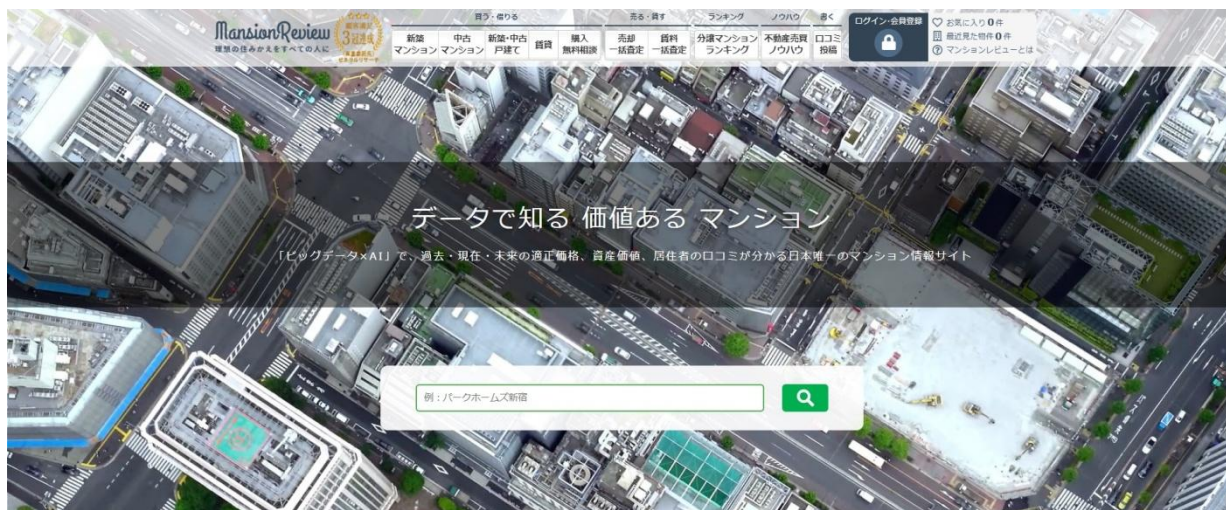 MansionReview
理想の住みかえをすべての人に
3冠達成
買う・借りる
新築
マンション
中古
マンション
新築・中古
戸建て
賃貸
購入
無料相談
売る・貸す
売却
一括査定
賃料
一括査定
ランキング
分譲マンション
ランキング
ノウハウ
不動産売買
ノウハウ
書く
口コミ
投稿
ログイン・会員登録
お気に入り0件
最近見た物件0件
マンションレビューとは
データで知る 価値ある マンション
「ビッグデータ×AI」で、過去・現在・未来の適正価格、資産価値、居住者の口コミが分かる日本唯一のマンション情報サイト
例：パークホームズ新宿